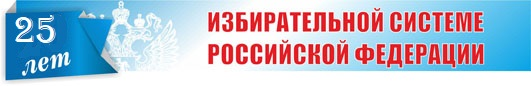 25
лет
ИЗБИРАТЕЛЬНОЙ СИСТЕМЕ
РОССИЙСКОЙ ФЕДЕРАЦИИ